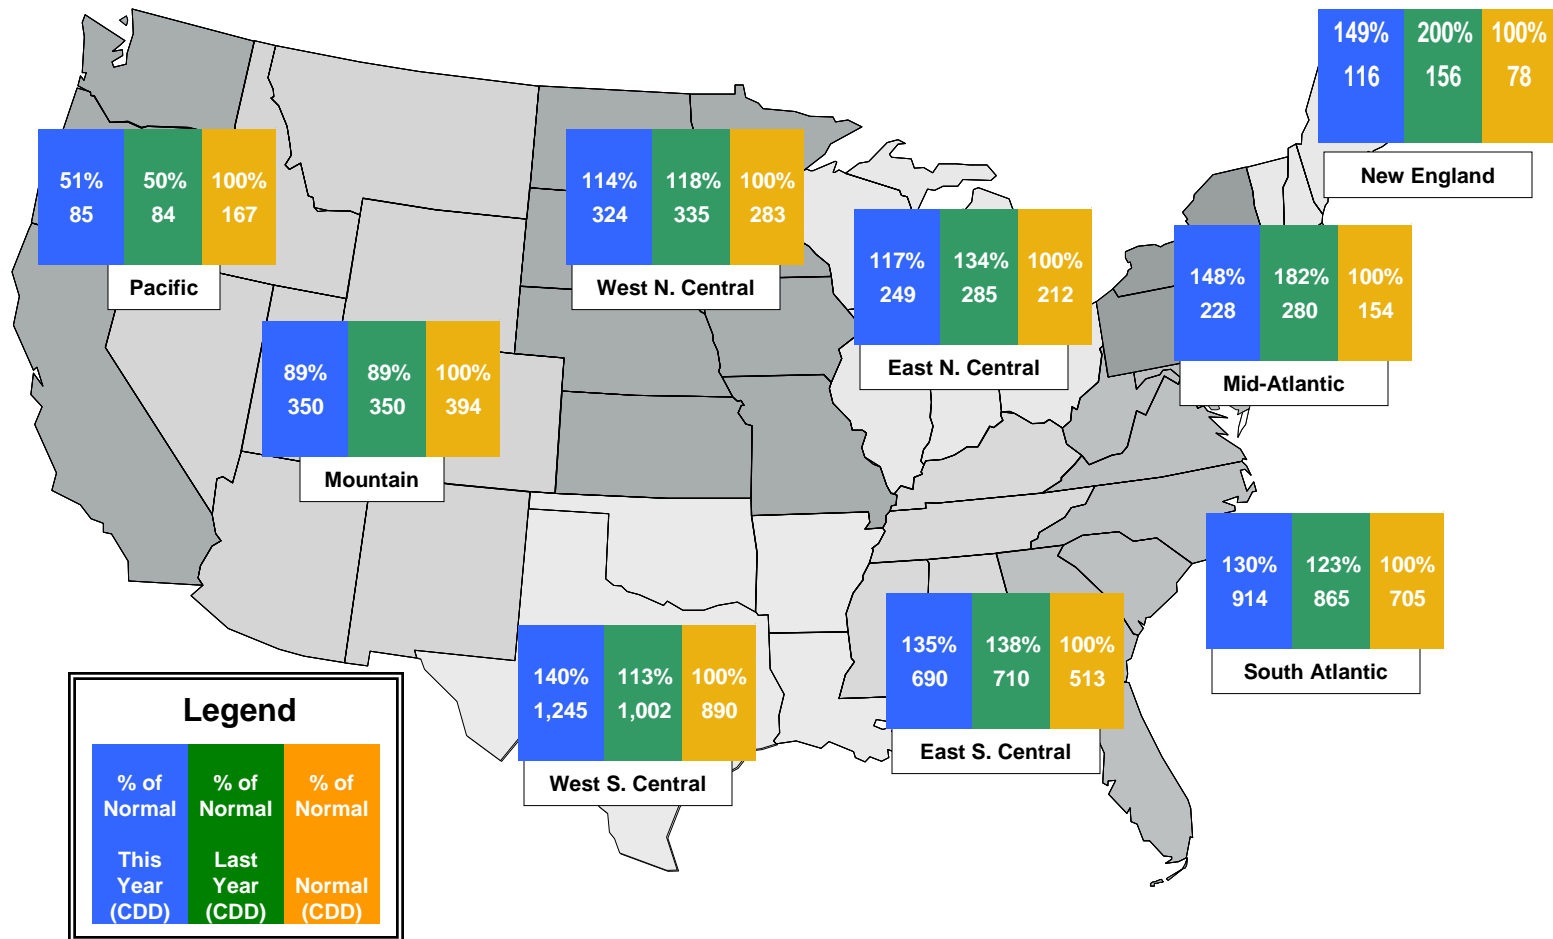 149% 200% 100%
116 156 78
New England
51% 50% 100%
85 84 167
Pacific
114% 118% 100%
324 335 283
West N. Central
117% 134% 100%
249 285 212
East N. Central
148% 182% 100%
228 280 154
Mid-Atlantic
89% 89% 100%
350 350 394
Mountain
130% 123% 100%
914 865 705
South Atlantic
140% 113% 100%
1,245 1,002 890
West S. Central
135% 138% 100%
690 710 513
East S. Central
Legend
% of % of % of
Normal Normal Normal
This Last
Year Year Normal
(CDD) (CDD) (CDD)